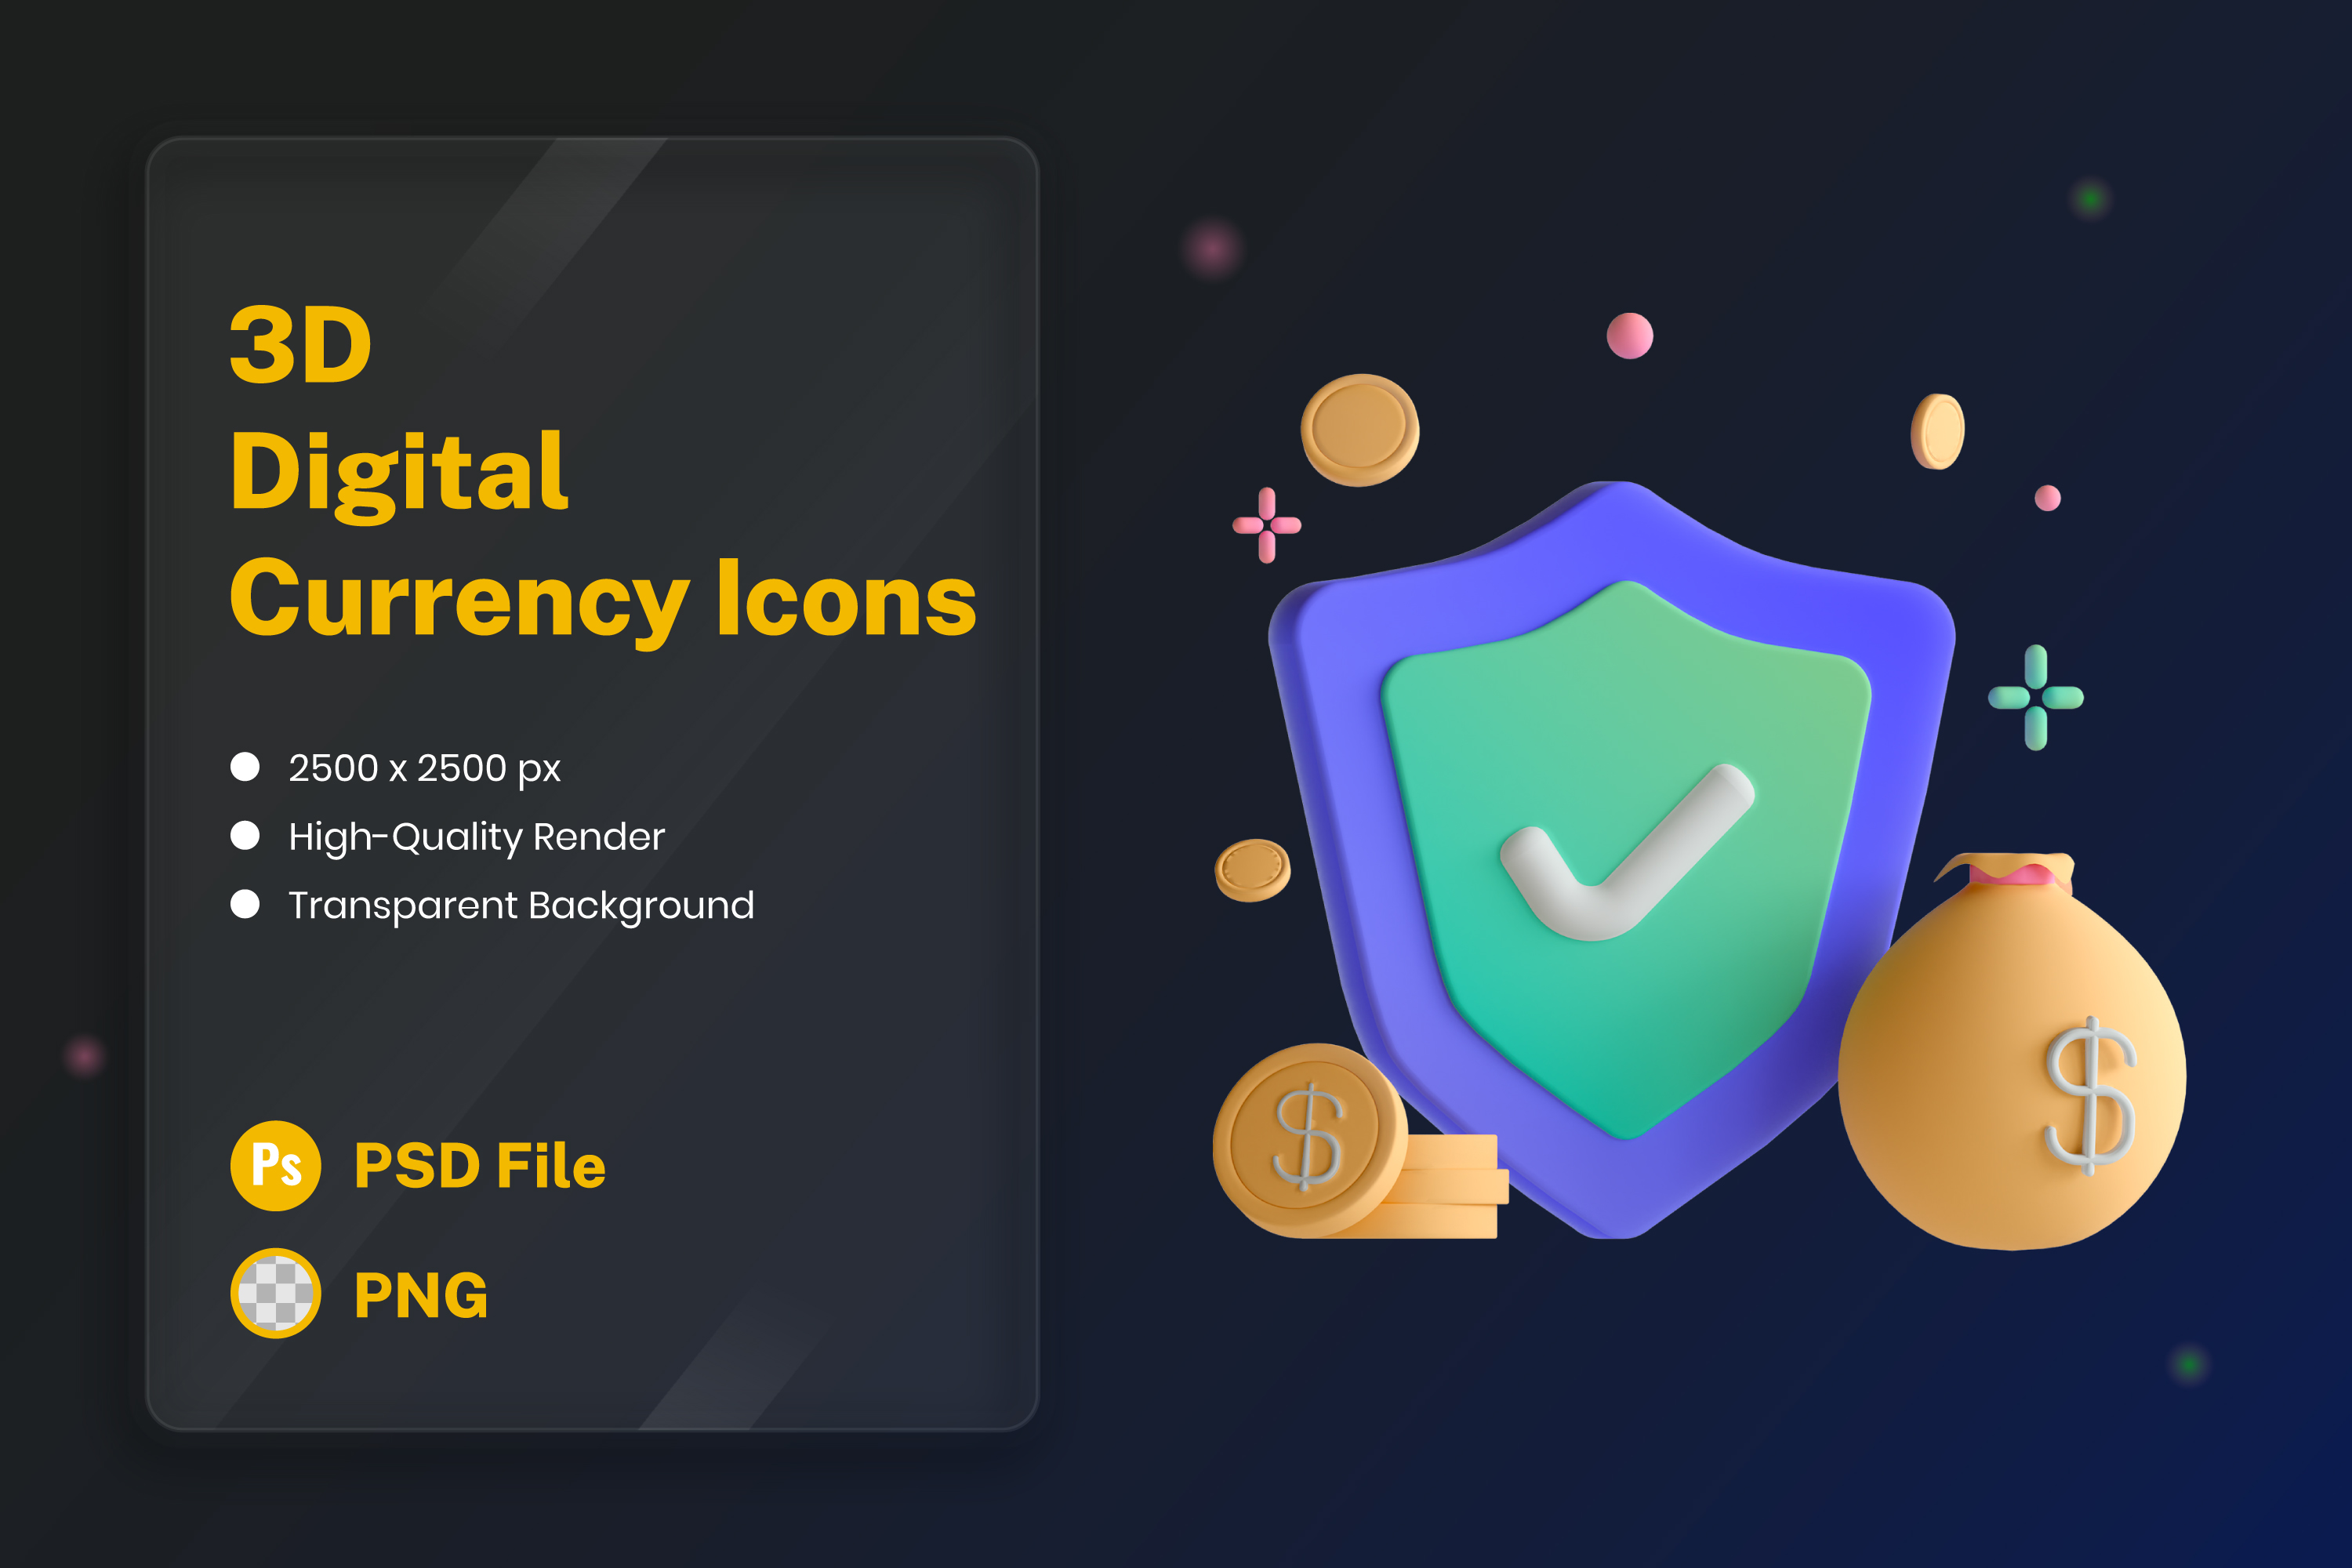 3D
Digital
Currency Icons
2500 x 2500 px
High-Quality Render
Transparent Background
Ps PSD File
PNG
$
$